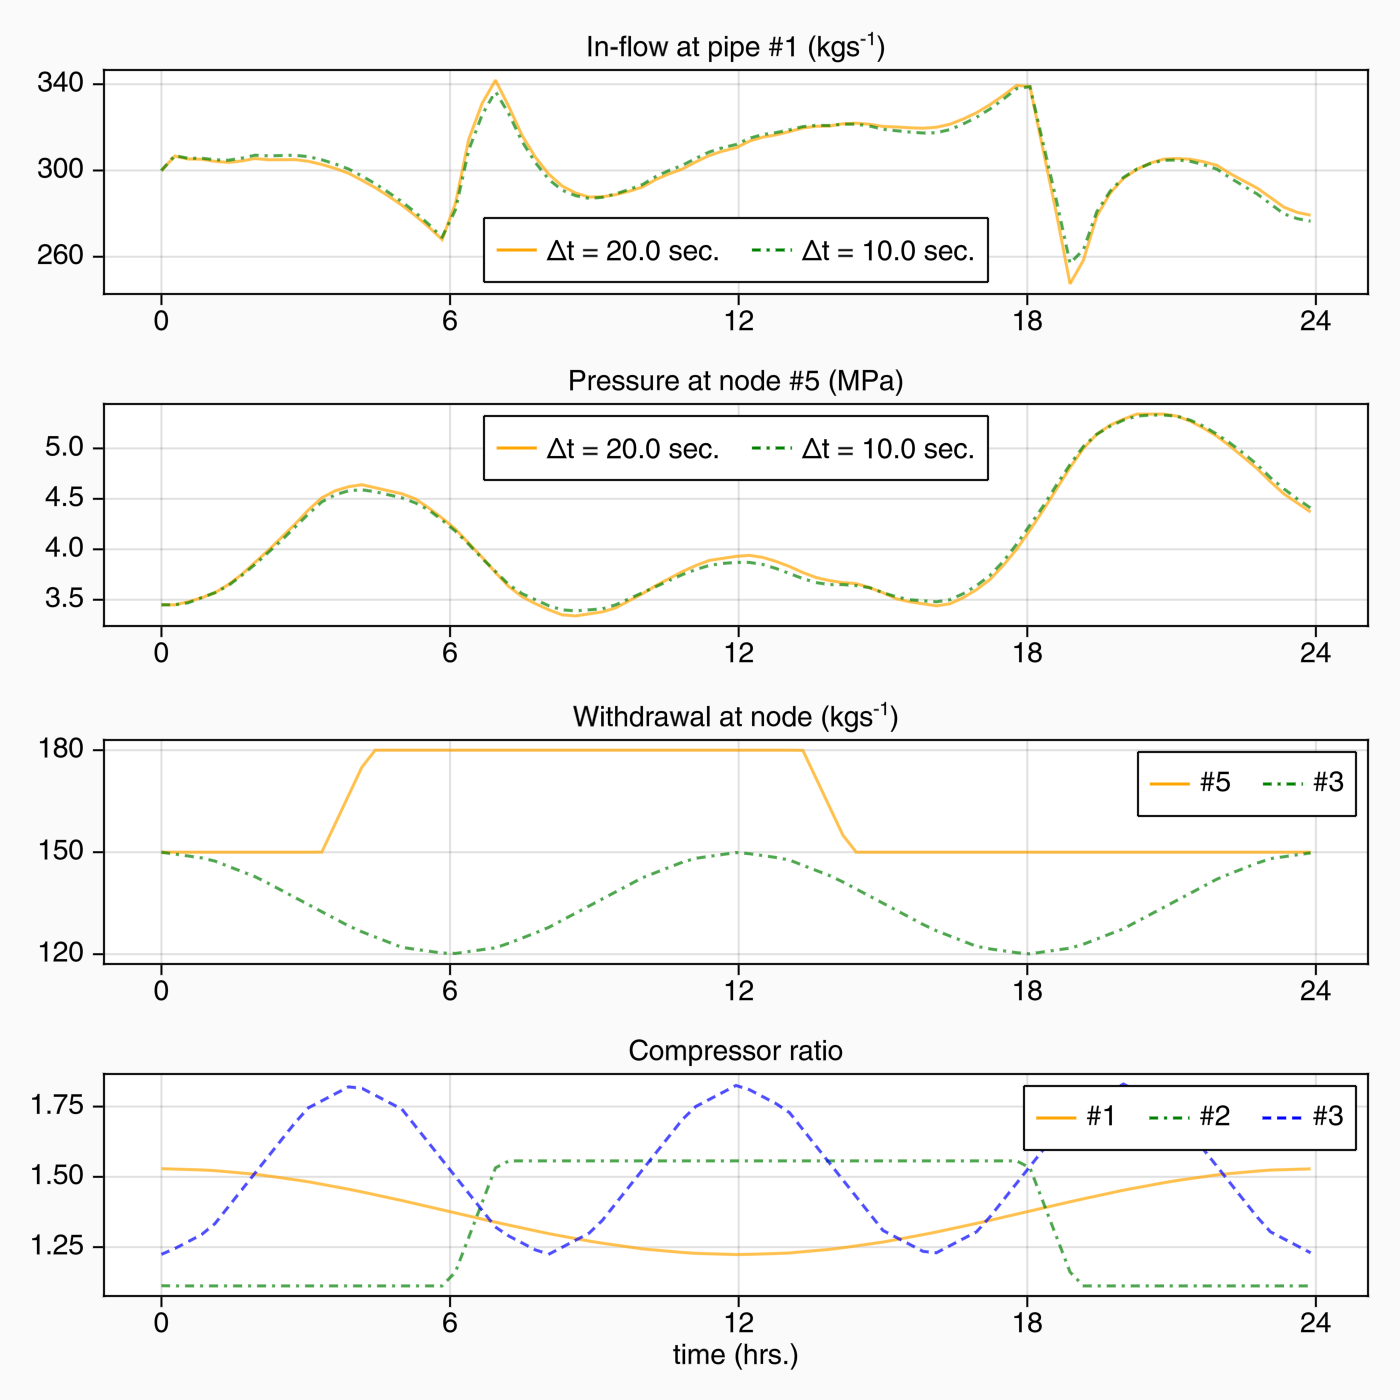 In-flow at pipe #1 (kgs⁻¹)
340
300
260
Δt = 20.0 sec. Δt = 10.0 sec.
0 6 12 18 24
Pressure at node #5 (MPa)
5.0
4.5
4.0
3.5
Δt = 20.0 sec. Δt = 10.0 sec.
0 6 12 18 24
Withdrawal at node (kgs⁻¹)
180
150
120
#5 #3
0 6 12 18 24
Compressor ratio
1.75
1.50
1.25
#1 #2 #3
0 6 12 18 24
time (hrs.)